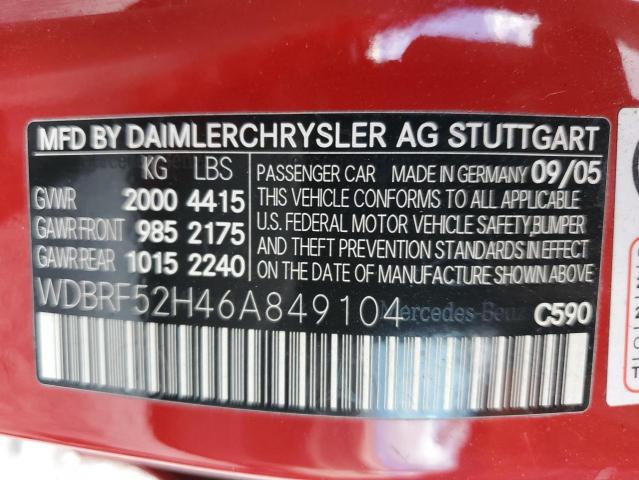 MFD BY DAIMLERCHRYSLER AG STUTTGART
KG LBS
GVWR 2000 4415
GAWR FRONT 985 2175
GAWR REAR 1015 2240
PASSENGER CAR MADE IN GERMANY 09/05
THIS VEHICLE CONFORMS TO ALL APPLICABLE
U.S. FEDERAL MOTOR VEHICLE SAFETY,BUMPER
AND THEFT PREVENTION STANDARDS IN EFFECT
ON THE DATE OF MANUFACTURE SHOWN ABOVE.
WDBRF52H46A849104
Mercedes-Benz
C590